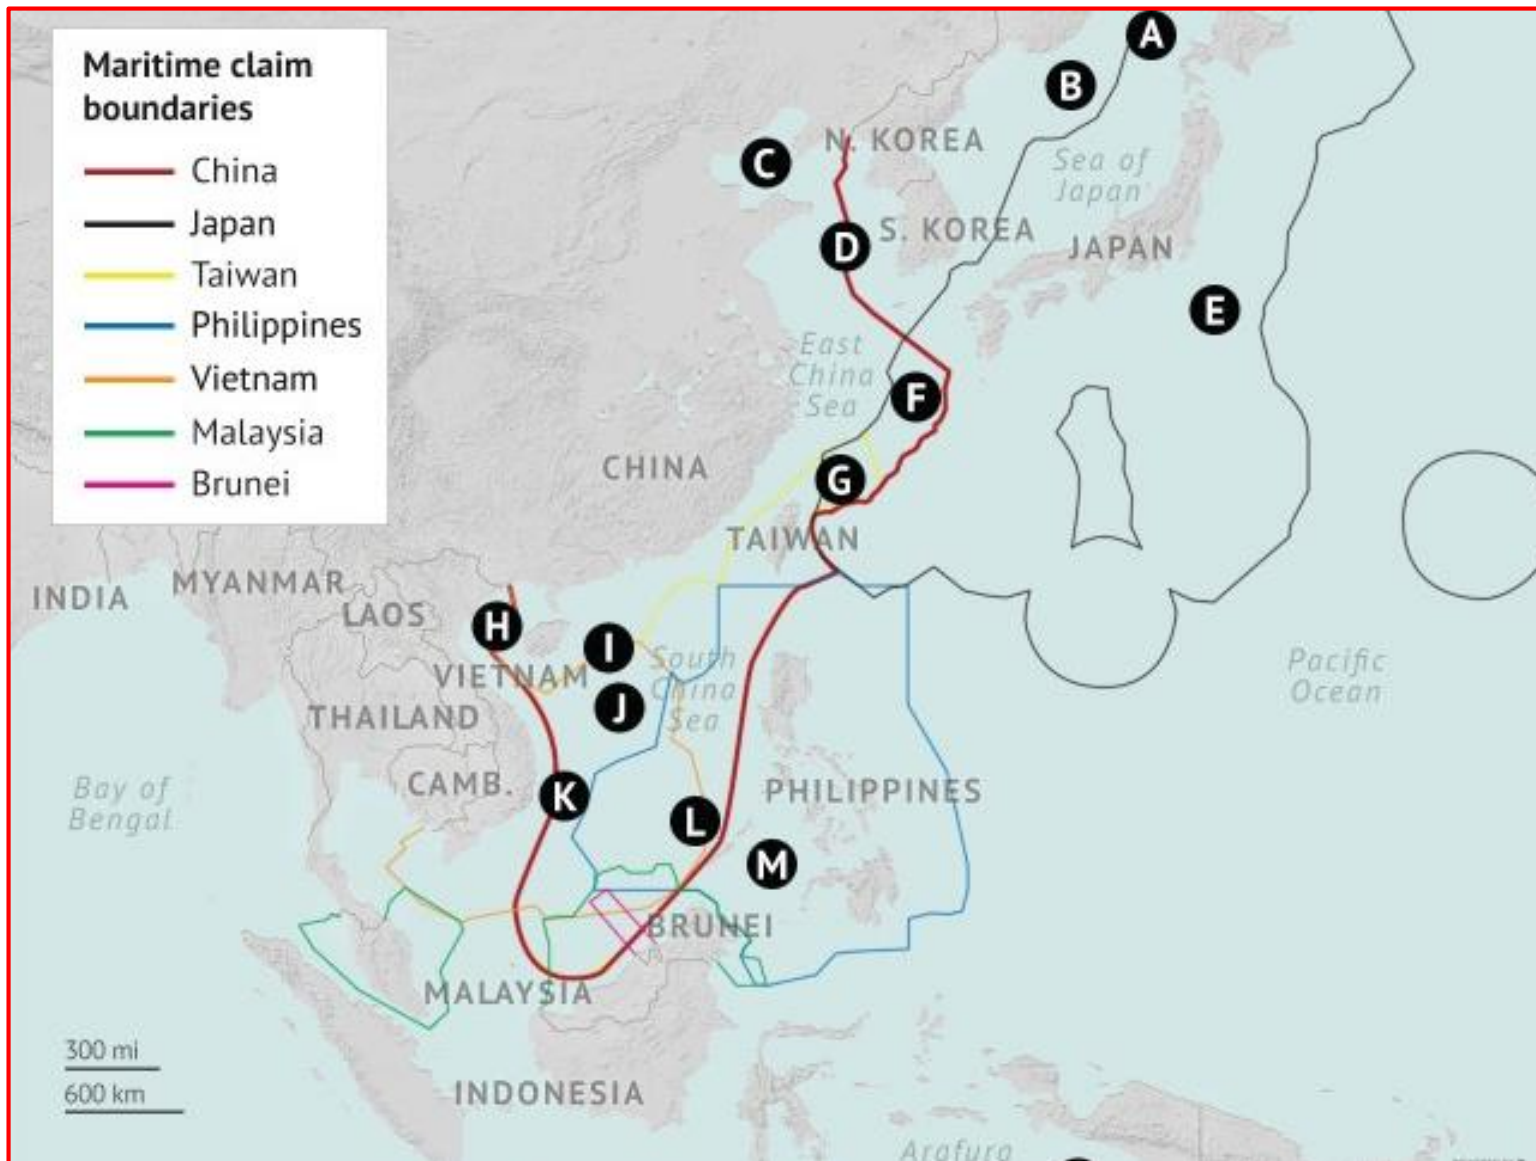 Maritime claim
boundaries
China
Japan
Taiwan
Philippines
Vietnam
Malaysia
Brunei
A
B
C
N. KOREA
Sea of
Japan
D
S. KOREA
JAPAN
E
East
China
Sea
F
CHINA
G
TAIWAN
INDIA
MYANMAR
LAOS
H
I
VIETNAM
South
China
Sea
J
THAILAND
Pacific
Ocean
Bay of
Bengal
CAMB.
K
L
PHILIPPINES
M
BRUNEI
MALAYSIA
300 mi
600 km
INDONESIA
Arafura